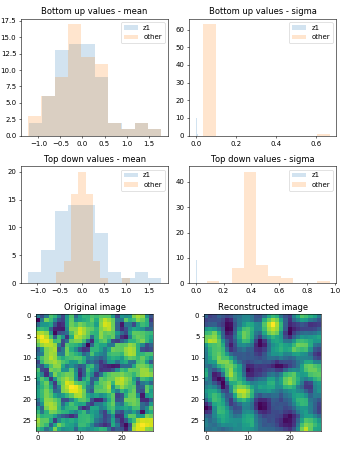 Bottom up values - mean
Bottom up values - sigma
17.5
15.0
12.5
10.0
7.5
5.0
2.5
0.0
z1
other
−1.0 −0.5 0.0 0.5 1.0 1.5
60
50
40
30
20
10
0
z1
other
0.0 0.2 0.4 0.6
Top down values - mean
Top down values - sigma
20
15
10
5
0
z1
other
−1.0 −0.5 0.0 0.5 1.0 1.5
40
30
20
10
0
z1
other
0.0 0.2 0.4 0.6 0.8 1.0
Original image
Reconstructed image
0
5
10
15
20
25
0 20
0
5
10
15
20
25
0 20